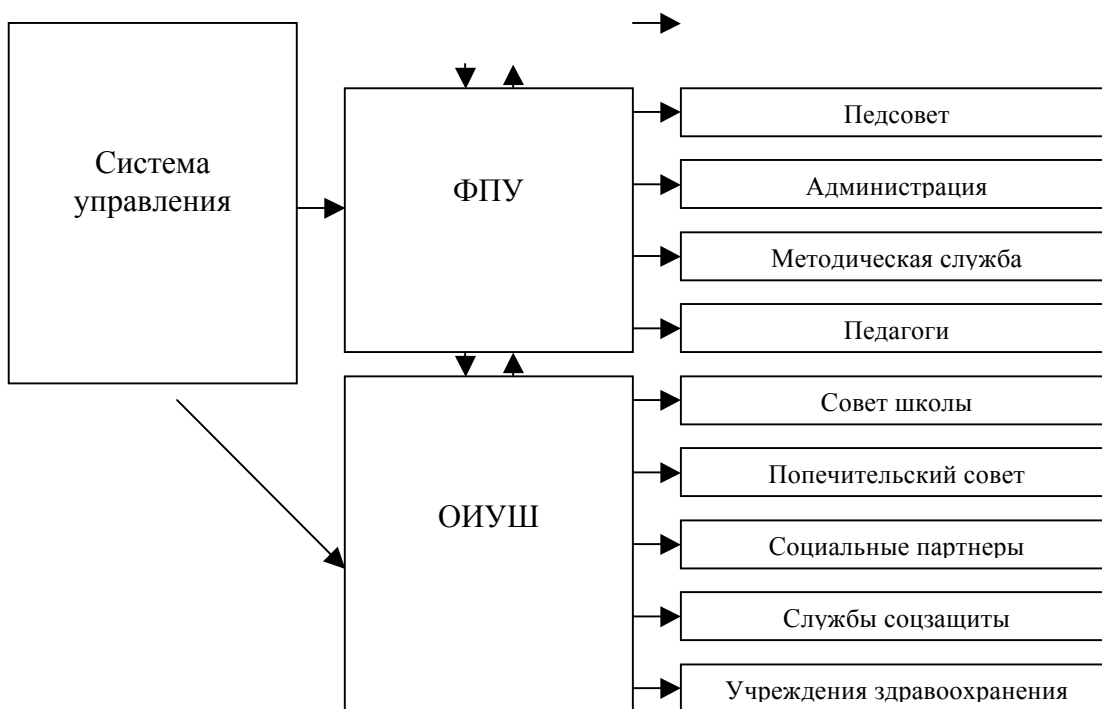 Система
управления
ФПУ
Педсовет
Администрация
Методическая служба
Педагоги
ОИУШ
Совет школы
Попечительский совет
Социальные партнеры
Службы соцзащиты
Учреждения здравоохранения